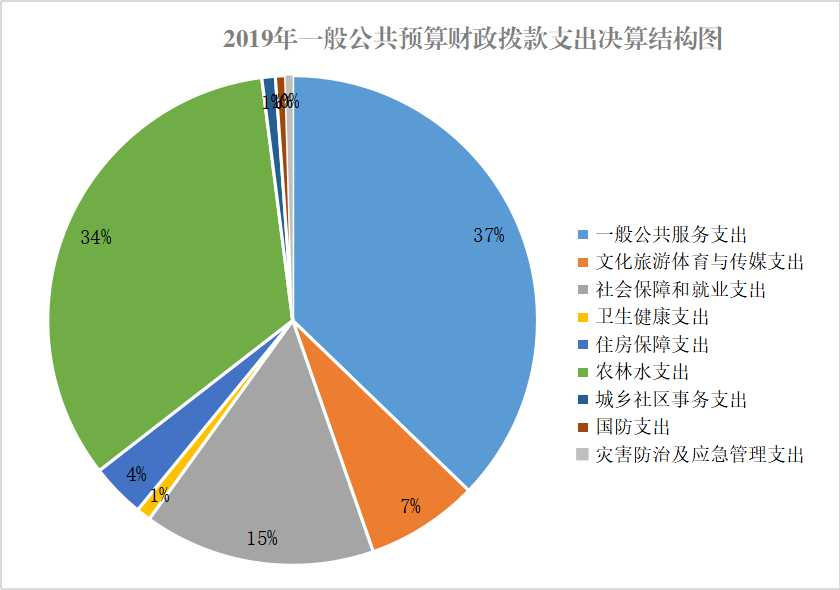 2019年一般公共预算财政拨款支出决算结构图
1%
0%
37%
34%
一般公共服务支出
文化旅游体育与传媒支出
社会保障和就业支出
卫生健康支出
住房保障支出
农林水支出
城乡社区事务支出
国防支出
灾害防治及应急管理支出
4%
1%
7%
15%